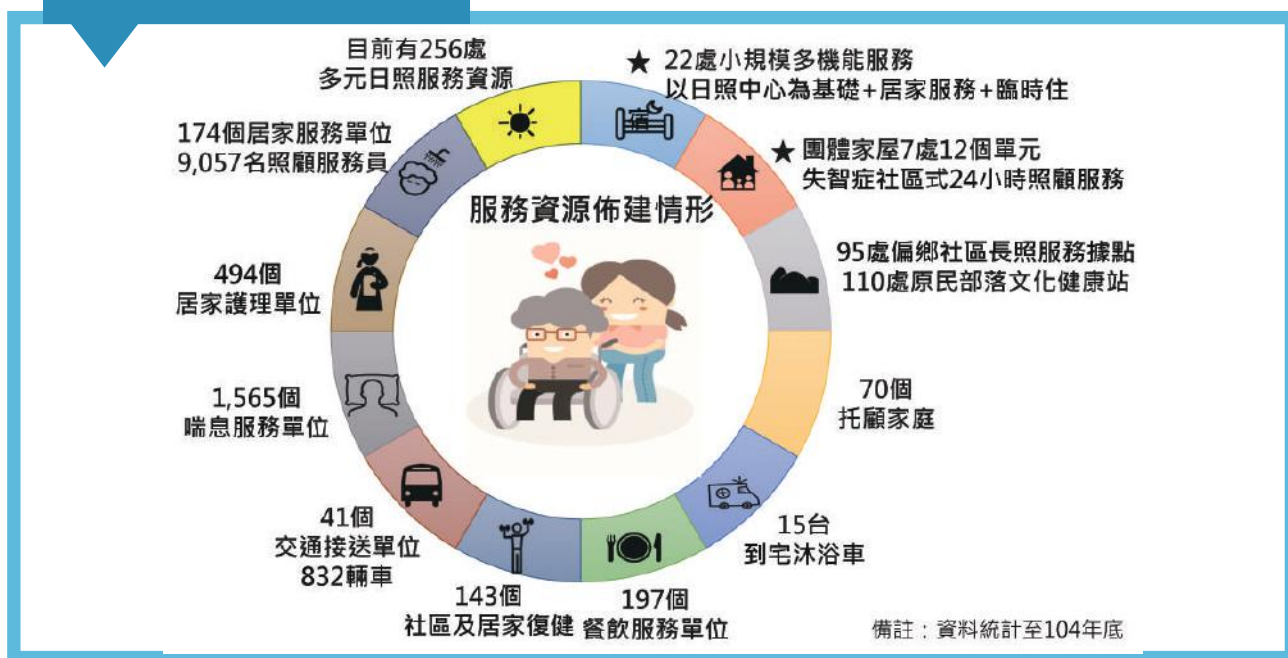 目前有256處
多元日照服務資源
★ 22處小規模多機能服務
以日照中心為基礎+居家服務+臨時住
174個居家服務單位
9,057名照顧服務員
宿
★ 團體家屋7處12個單元
失智症社區式24小時照顧服務
服務資源佈建情形
95處偏鄉社區長照服務據點
110處原民部落文化健康站
494個
居家護理單位
70個
托顧家庭
1,565個
喘息服務單位
15台
到宅沐浴車
41個
交通接送單位
832輛車
143個
社區及居家復健
197個
餐飲服務單位
備註：資料統計至104年底